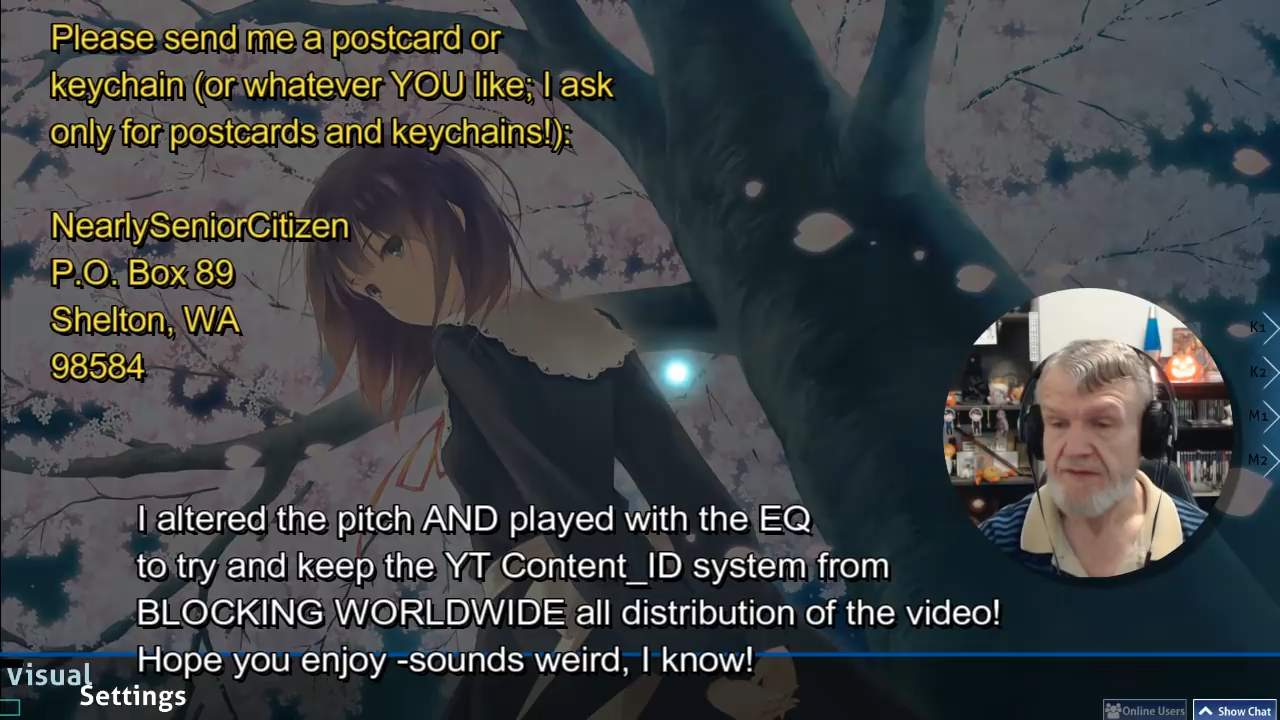 Please send me a postcard or
keychain (or whatever YOU like; I ask
only for postcards and keychains!):
NearlySeniorCitizen
P.O. Box 89
Shelton, WA
98584
K1
K2
M1
M2
I altered the pitch AND played with the EQ
to try and keep the YT Content_ID system from
BLOCKING WORLDWIDE all distribution of the video!
Hope you enjoy -sounds weird, I know!
visual
Settings
Online Users
Show Chat